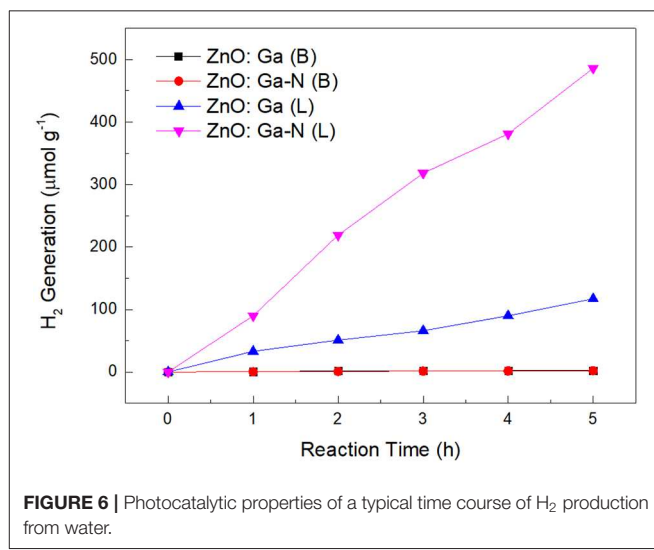 500
400
300
200
100
0
H₂ Generation (μmol g⁻¹)
ZnO: Ga (B)
ZnO: Ga-N (B)
ZnO: Ga (L)
ZnO: Ga-N (L)
0 1 2 3 4 5
Reaction Time (h)
FIGURE 6 | Photocatalytic properties of a typical time course of H₂ production
from water.